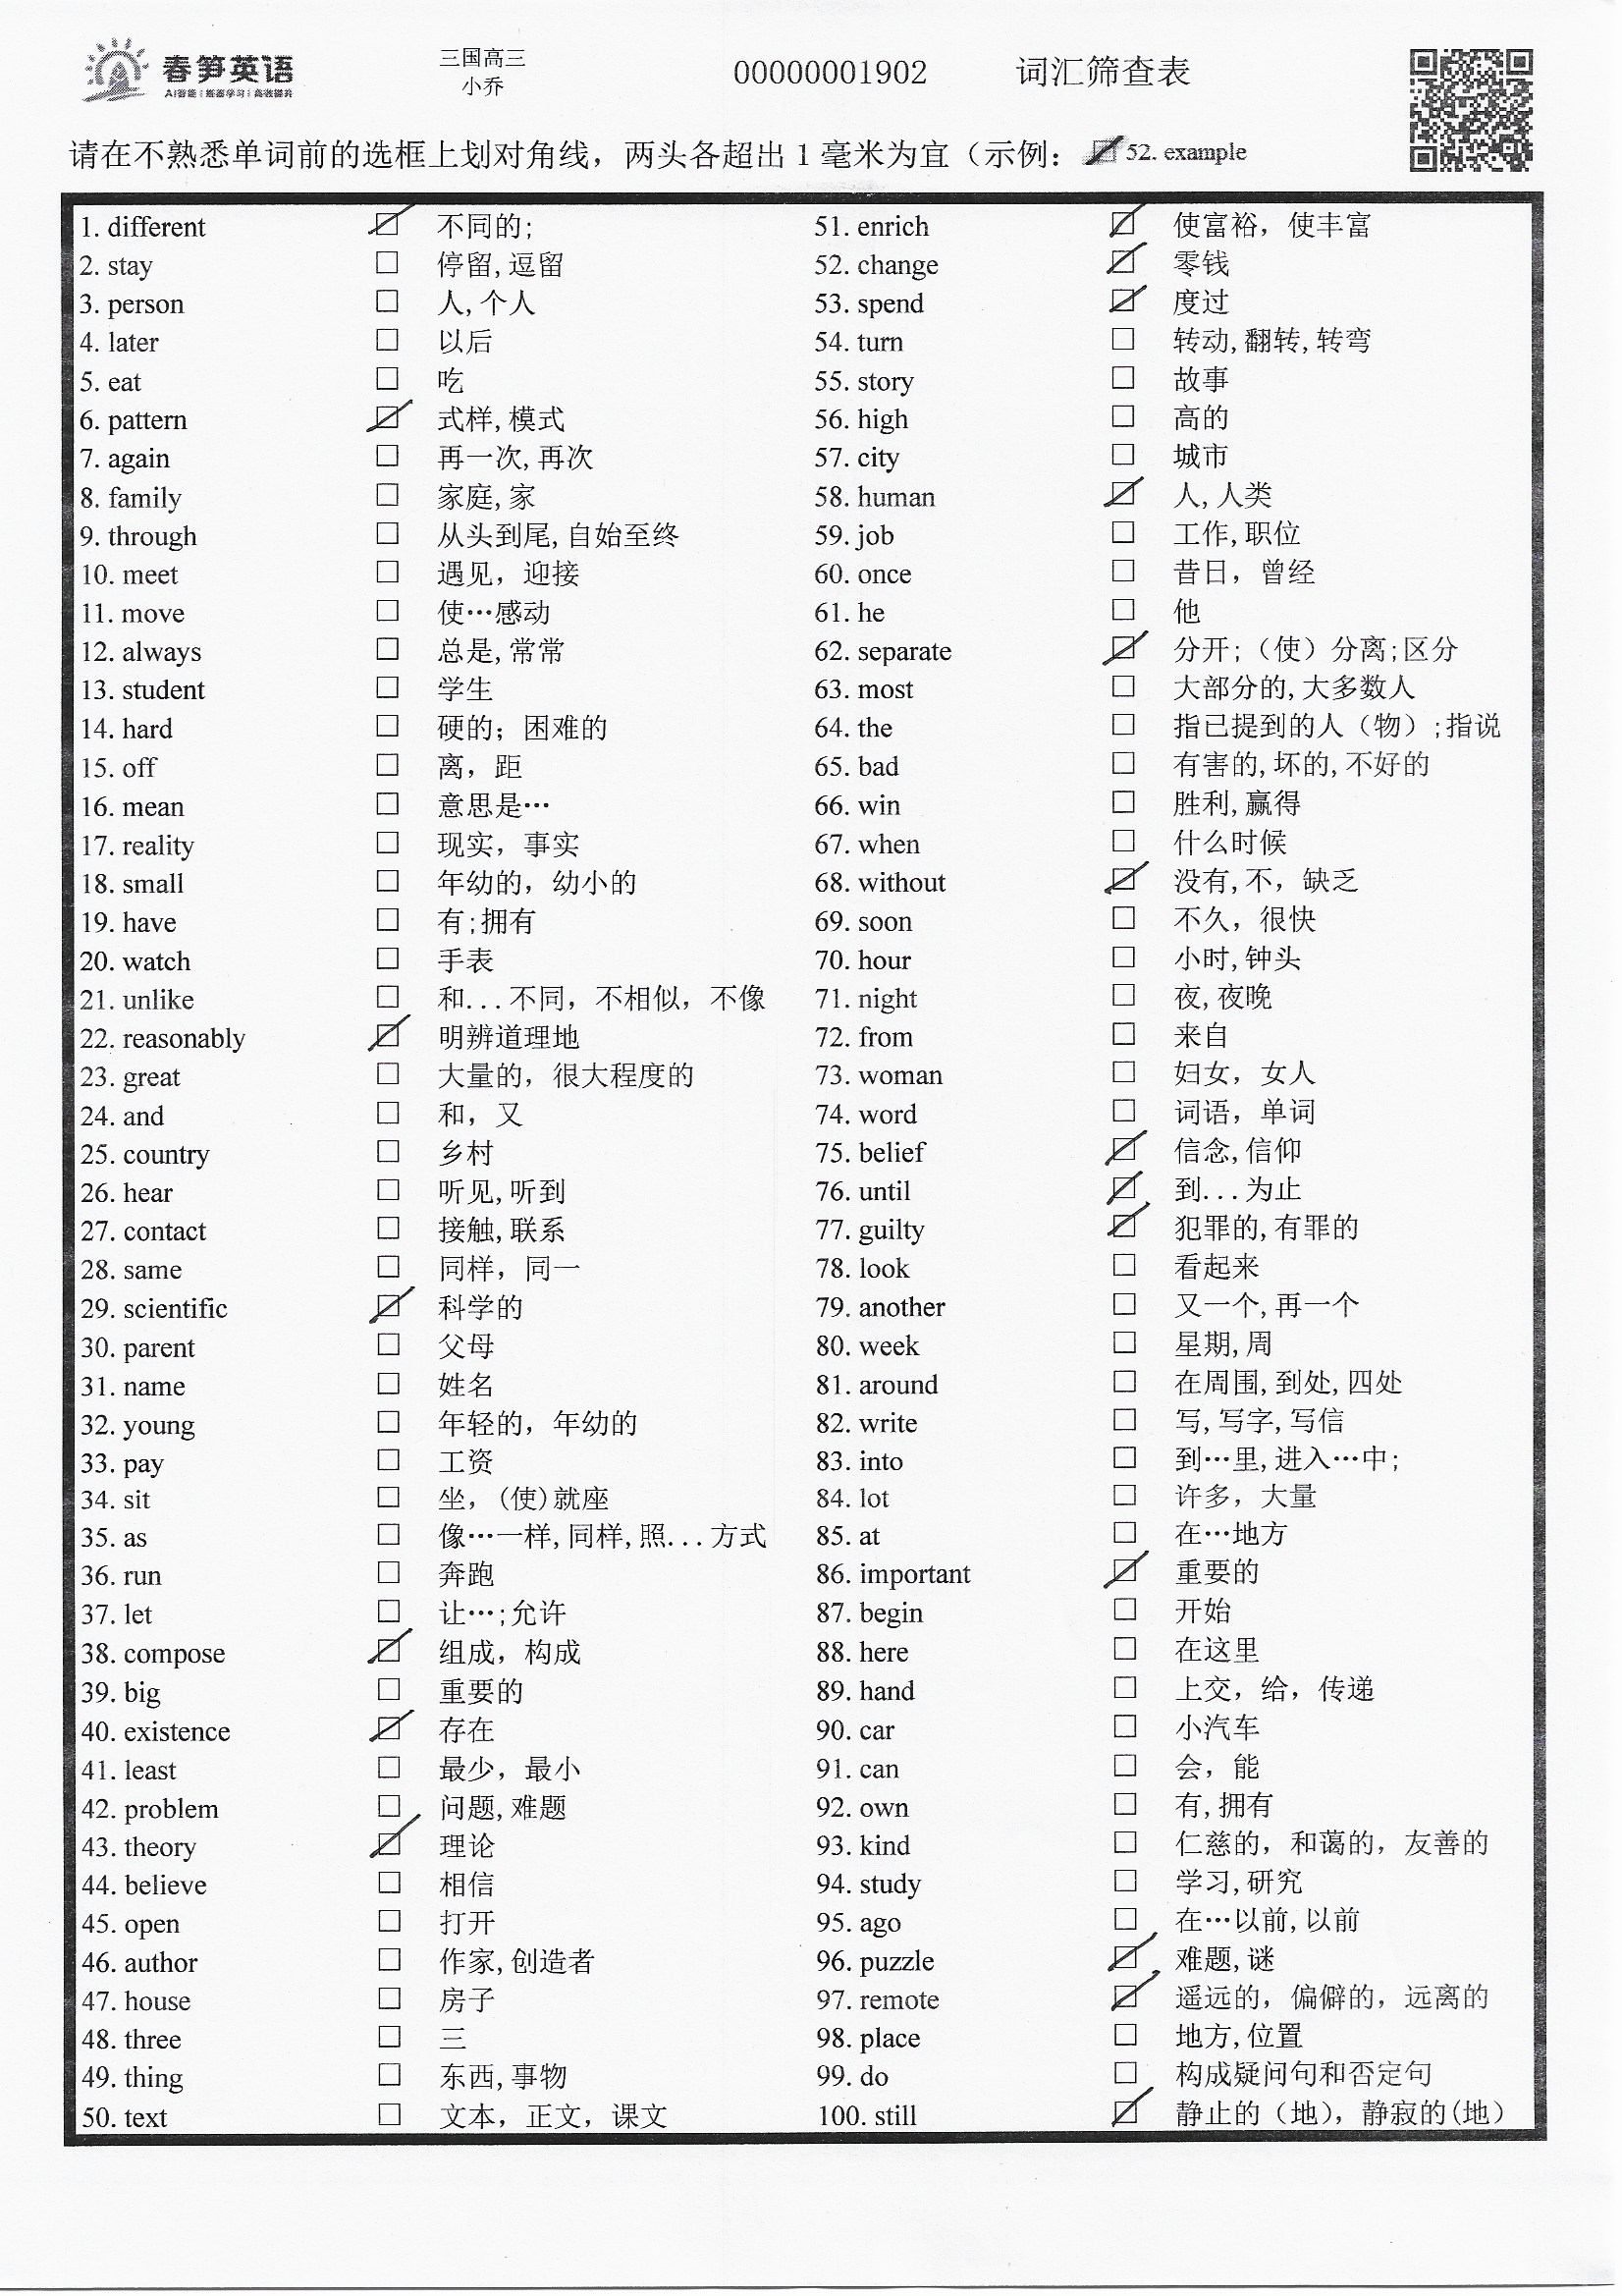 春笋英语
三国高三
小乔
00000001902
词汇筛查表
请在不熟悉单词前的选框上划对角线，两头各超出1毫米为宜（示例： 52. example
1. different 不同的;
2. stay 停留,逗留
3. person 人,个人
4. later 以后
5. eat 吃
6. pattern 式样,模式
7. again 再一次,再次
8. family 家庭,家
9. through 从头到尾,自始至终
10. meet 遇见，迎接
11. move 使…感动
12. always 总是,常常
13. student 学生
14. hard 硬的；困难的
15. off 离，距
16. mean 意思是…
17. reality 现实，事实
18. small 年幼的，幼小的
19. have 有;拥有
20. watch 手表
21. unlike 和...不同，不相似，不像
22. reasonably 明辨道理地
23. great 大量的，很大程度的
24. and 和，又
25. country 乡村
26. hear 听见,听到
27. contact 接触,联系
28. same 同样，同一
29. scientific 科学的
30. parent 父母
31. name 姓名
32. young 年轻的，年幼的
33. pay 工资
34. sit 坐，(使)就座
35. as 像…一样,同样,照...方式
36. run 奔跑
37. let 让…;允许
38. compose 组成，构成
39. big 重要的
40. existence 存在
41. least 最少，最小
42. problem 问题,难题
43. theory 理论
44. believe 相信
45. open 打开
46. author 作家,创造者
47. house 房子
48. three 三
49. thing 东西,事物
50. text 文本，正文，课文
51. enrich 使富裕，使丰富
52. change 零钱
53. spend 度过
54. turn 转动,翻转,转弯
55. story 故事
56. high 高的
57. city 城市
58. human 人,人类
59. job 工作,职位
60. once 昔日，曾经
61. he 他
62. separate 分开;（使）分离;区分
63. most 大部分的,大多数人
64. the 指已提到的人（物）;指说
65. bad 有害的,坏的,不好的
66. win 胜利,赢得
67. when 什么时候
68. without 没有,不，缺乏
69. soon 不久，很快
70. hour 小时,钟头
71. night 夜,夜晚
72. from 来自
73. woman 妇女，女人
74. word 词语，单词
75. belief 信念,信仰
76. until 到...为止
77. guilty 犯罪的,有罪的
78. look 看起来
79. another 又一个,再一个
80. week 星期,周
81. around 在周围,到处,四处
82. write 写,写字,写信
83. into 到…里,进入…中;
84. lot 许多，大量
85. at 在…地方
86. important 重要的
87. begin 开始
88. here 在这里
89. hand 上交，给，传递
90. car 小汽车
91. can 会，能
92. own 有,拥有
93. kind 仁慈的，和蔼的，友善的
94. study 学习,研究
95. ago 在…以前,以前
96. puzzle 难题,谜
97. remote 遥远的，偏僻的，远离的
98. place 地方,位置
99. do 构成疑问句和否定句
100. still 静止的（地），静寂的(地）